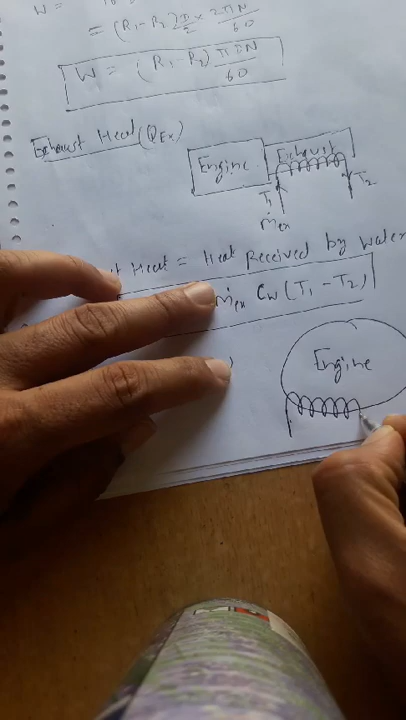 W =
= (R1-R2) D/2 × 2πN/60
W = (R1-R2) πDN/60
Exhaust Heat (QEx)
Engine Exhaust
T1 T2
ṁex
Heat = Heat Received by water
ṁex Cw (T1 - T2)
Engine